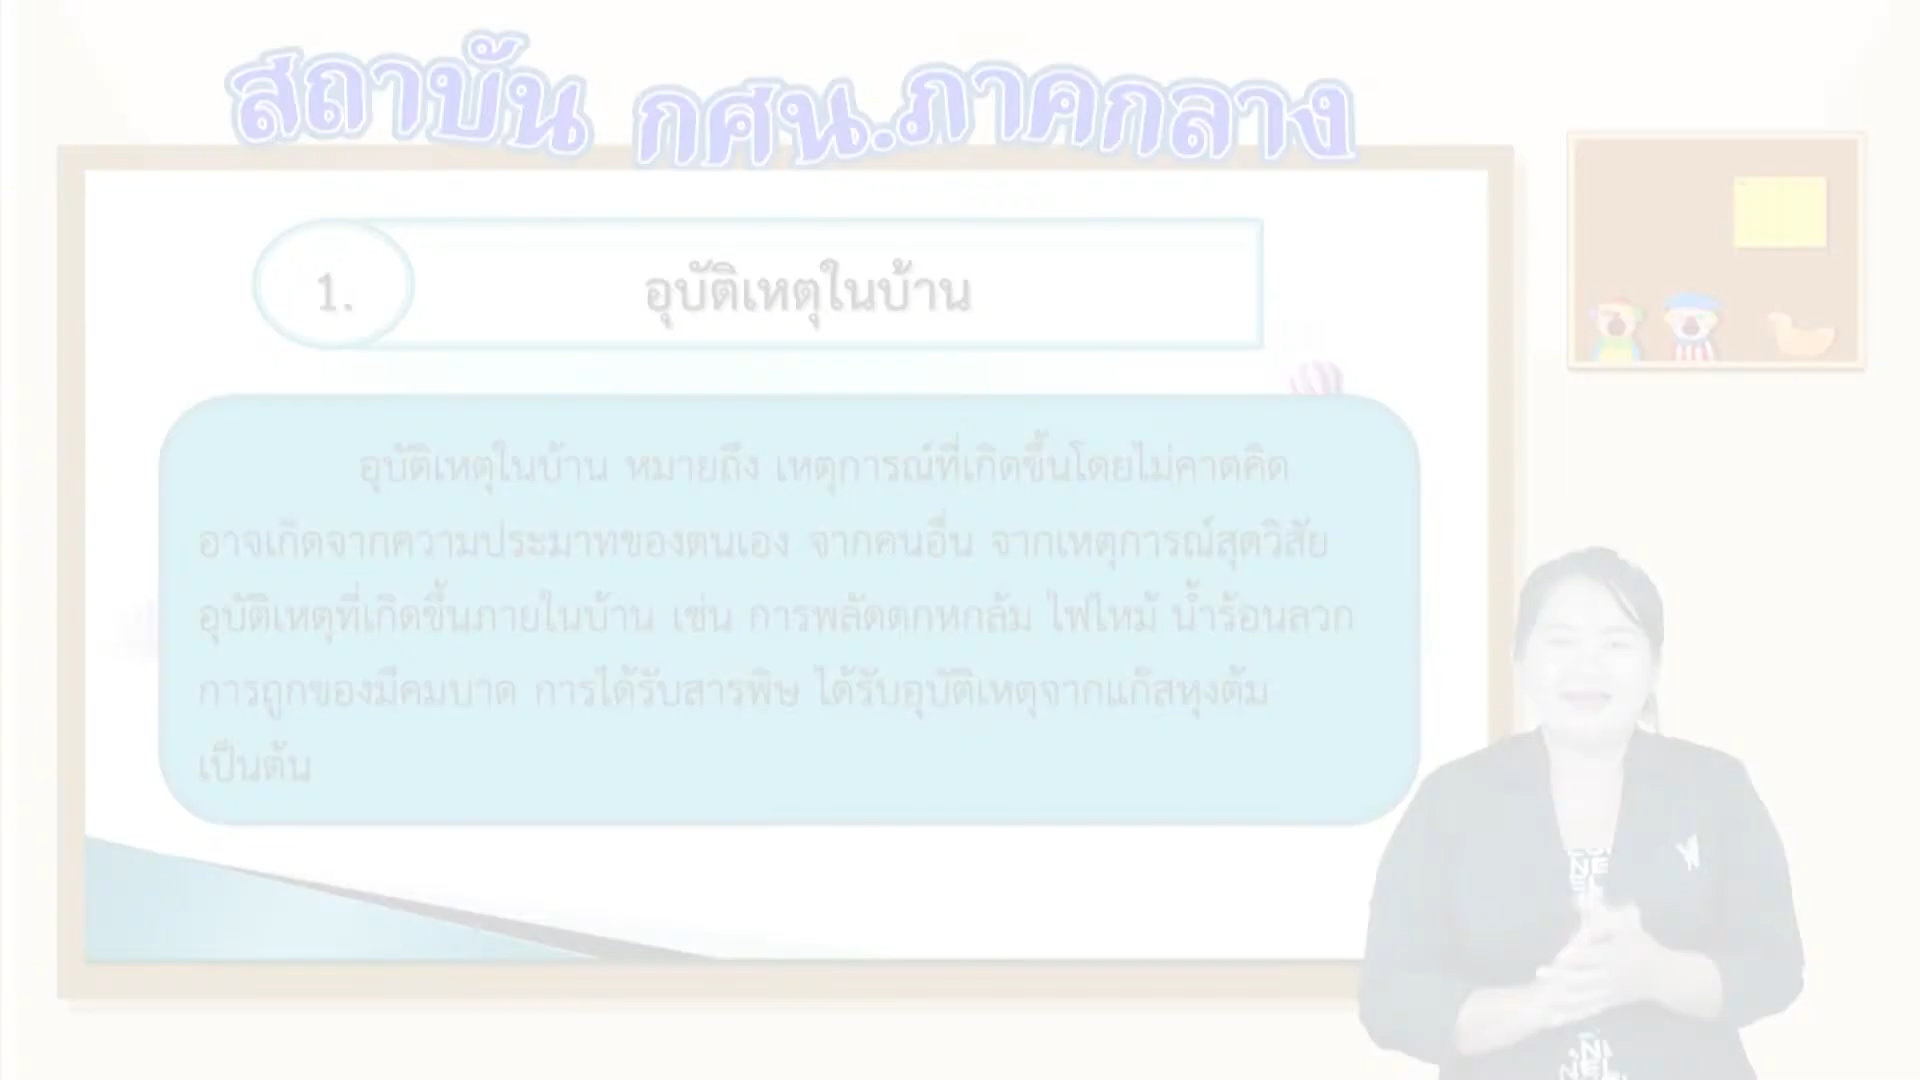 สถาบัน กศน.ภาคกลาง
1.
อุบัติเหตุในบ้าน
อุบัติเหตุในบ้าน หมายถึง เหตุการณ์ที่เกิดขึ้นโดยไม่คาดคิด
อาจเกิดจากความประมาทของตนเอง จากคนอื่น จากเหตุการณ์สุดวิสัย
อุบัติเหตุที่เกิดขึ้นภายในบ้าน เช่น การพลัดตกหกล้ม ไฟไหม้ น้ำร้อนลวก
การถูกของมีคมบาด การได้รับสารพิษ ได้รับอุบัติเหตุจากแก๊สหุงต้ม
เป็นต้น